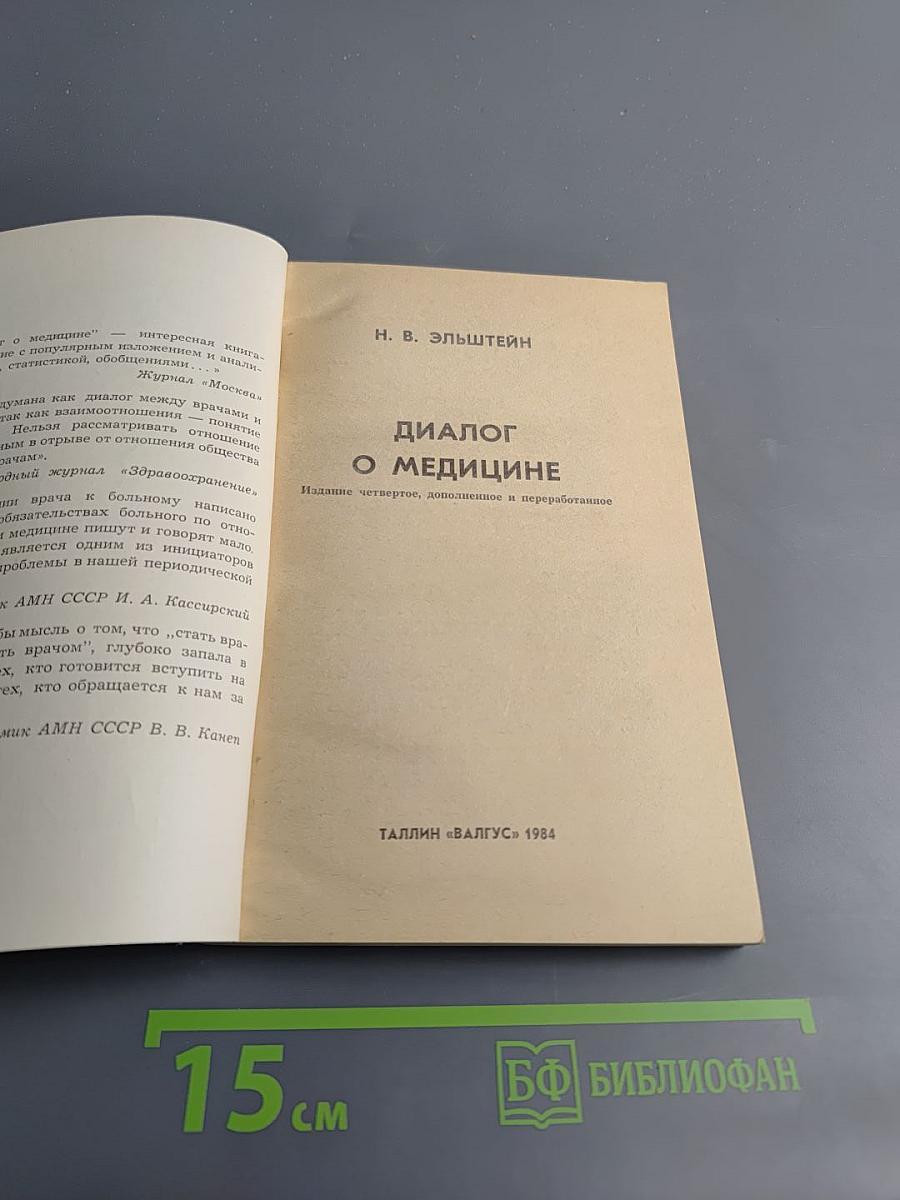 о медицине” — интересная книга-
с популярным изложением и анали-
статистикой, обобщениями...»
Журнал «Москва»
думана как диалог между врачами и
так как взаимоотношения — понятие
Нельзя рассматривать отношение
ным в отрыве от отношения общества
рачам».
одный журнал «Здравоохранение»
ии врача к больному написано
обязательствах больного по отно-
и медицине пишут и говорят мало.
является одним из инициаторов
проблемы в нашей периодической
к АМН СССР И. А. Кассирский
бы мысль о том, что „стать вра-
ть врачом”, глубоко запала в
ех, кто готовится вступить на
тех, кто обращается к нам за
мик АМН СССР В. В. Канеп
Н. В. ЭЛЬШТЕЙН
ДИАЛОГ
О МЕДИЦИНЕ
Издание четвертое, дополненное и переработанное
ТАЛЛИН «ВАЛГУС» 1984
15 см
БФ БИБЛИОФАН